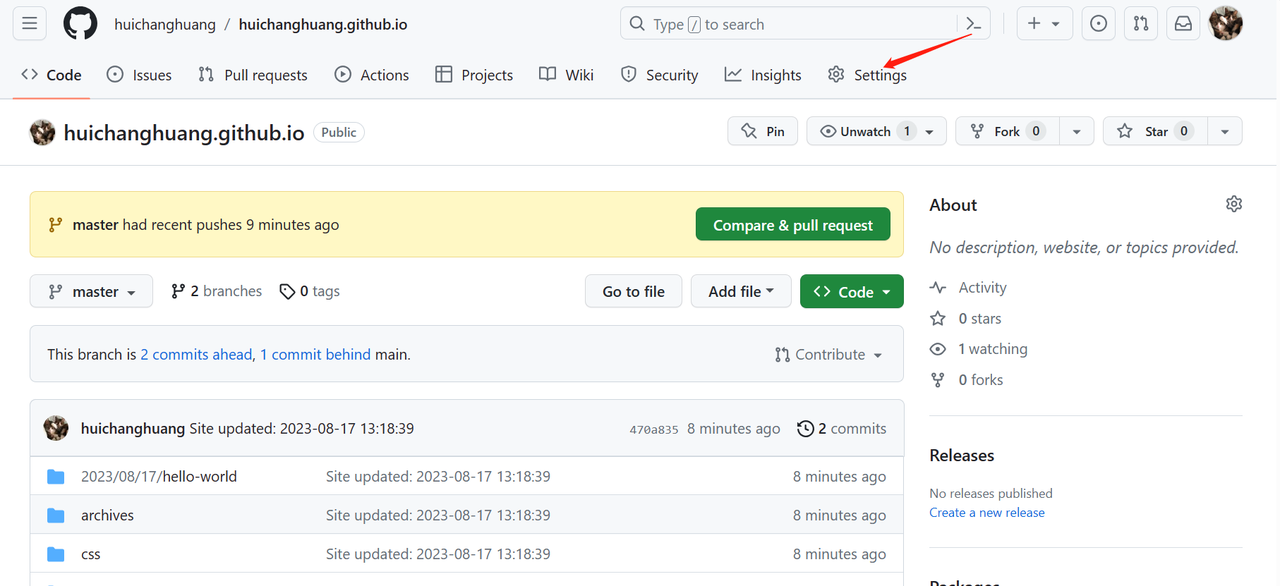 huichanghuang / huichanghuang.github.io
Type / to search
Code Issues Pull requests Actions Projects Wiki Security Insights Settings
huichanghuang.github.io Public
Pin Unwatch 1 Fork 0 Star 0
master had recent pushes 9 minutes ago
Compare & pull request
master 2 branches 0 tags
Go to file Add file Code
This branch is 2 commits ahead, 1 commit behind main.
Contribute
huichanghuang Site updated: 2023-08-17 13:18:39 470a835 8 minutes ago 2 commits
2023/08/17/hello-world Site updated: 2023-08-17 13:18:39 8 minutes ago
archives Site updated: 2023-08-17 13:18:39 8 minutes ago
css Site updated: 2023-08-17 13:18:39 8 minutes ago
About
No description, website, or topics provided.
Activity
0 stars
1 watching
0 forks
Releases
No releases published
Create a new release
Packages